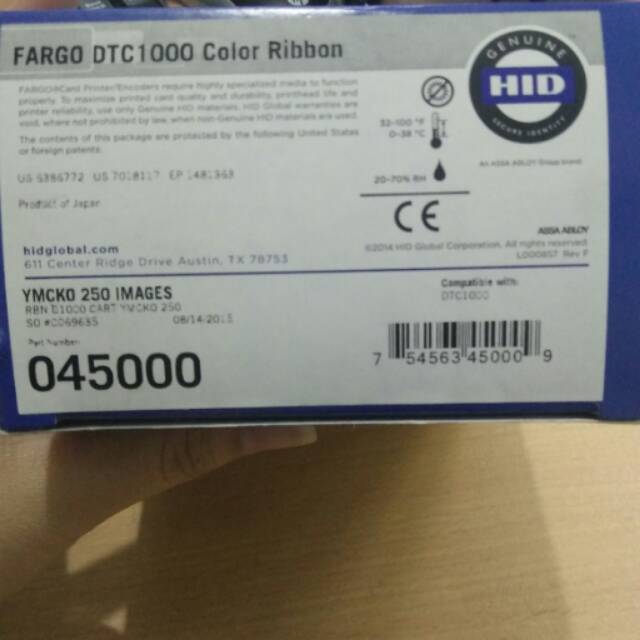 FARGO DTC1000 Color Ribbon
FARGO®Card Printer/Encoders require highly specialized media to function
properly. To maximize printed card quality and durability, printhead life and
printer reliability, use only Genuine HID materials. HID Global warranties are
void, where not prohibited by law, when non-Genuine HID materials are used.
The contents of this package are protected by the following United States
or foreign patents:
US 6386772 US 7018117 EP 1481363
Product of Japan
hidglobal.com
611 Center Ridge Drive Austin, TX 78753
GENUINE
HID
SECURE IDENTITY
An ASSA ABLOY Group brand
32-100 °F
0-38 °C
20-70% RH
CE
ASSA ABLOY
©2014 HID Global Corporation. All rights reserved.
L000857 Rev F
YMCKO 250 IMAGES
RBN D1000 CART YMCKO 250
SO #C069635 08/14/2015
Part Number:
045000
Compatible with:
DTC1000
7 54563 45000 9